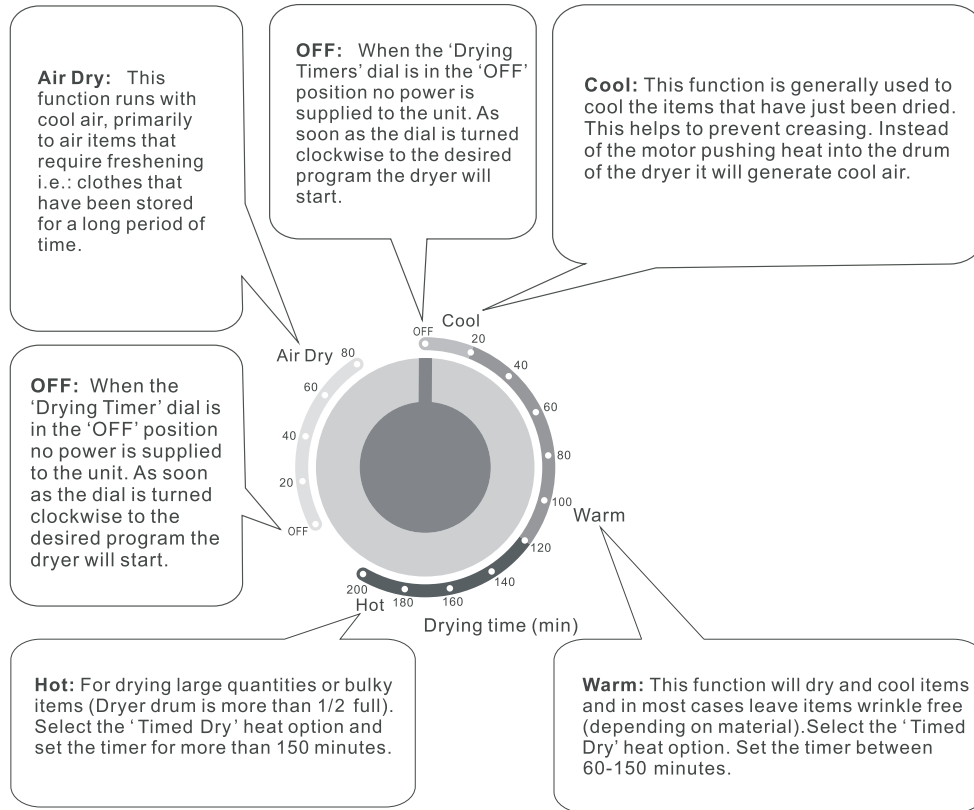 Air Dry: This
function runs with
cool air, primarily
to air items that
require freshening
i.e.: clothes that
have been stored
for a long period of
time.
OFF: When the ‘Drying
Timers’ dial is in the ‘OFF’
position no power is
supplied to the unit. As
soon as the dial is turned
clockwise to the desired
program the dryer will
start.
Cool: This function is generally used to
cool the items that have just been dried.
This helps to prevent creasing. Instead
of the motor pushing heat into the drum
of the dryer it will generate cool air.
OFF: When the
‘Drying Timer’ dial is
in the ‘OFF’ position
no power is supplied
to the unit. As soon
as the dial is turned
clockwise to the
desired program the
dryer will start.
Air Dry
80
60
40
20
OFF
OFF
Cool
20
40
60
80
100
Warm
120
140
160
180
200
Hot
Drying time (min)
Hot: For drying large quantities or bulky
items (Dryer drum is more than 1/2 full).
Select the ‘ Timed Dry’ heat option and
set the timer for more than 150 minutes.
Warm: This function will dry and cool items
and in most cases leave items wrinkle free
(depending on material).Select the ‘ Timed
Dry’ heat option. Set the timer between
60-150 minutes.